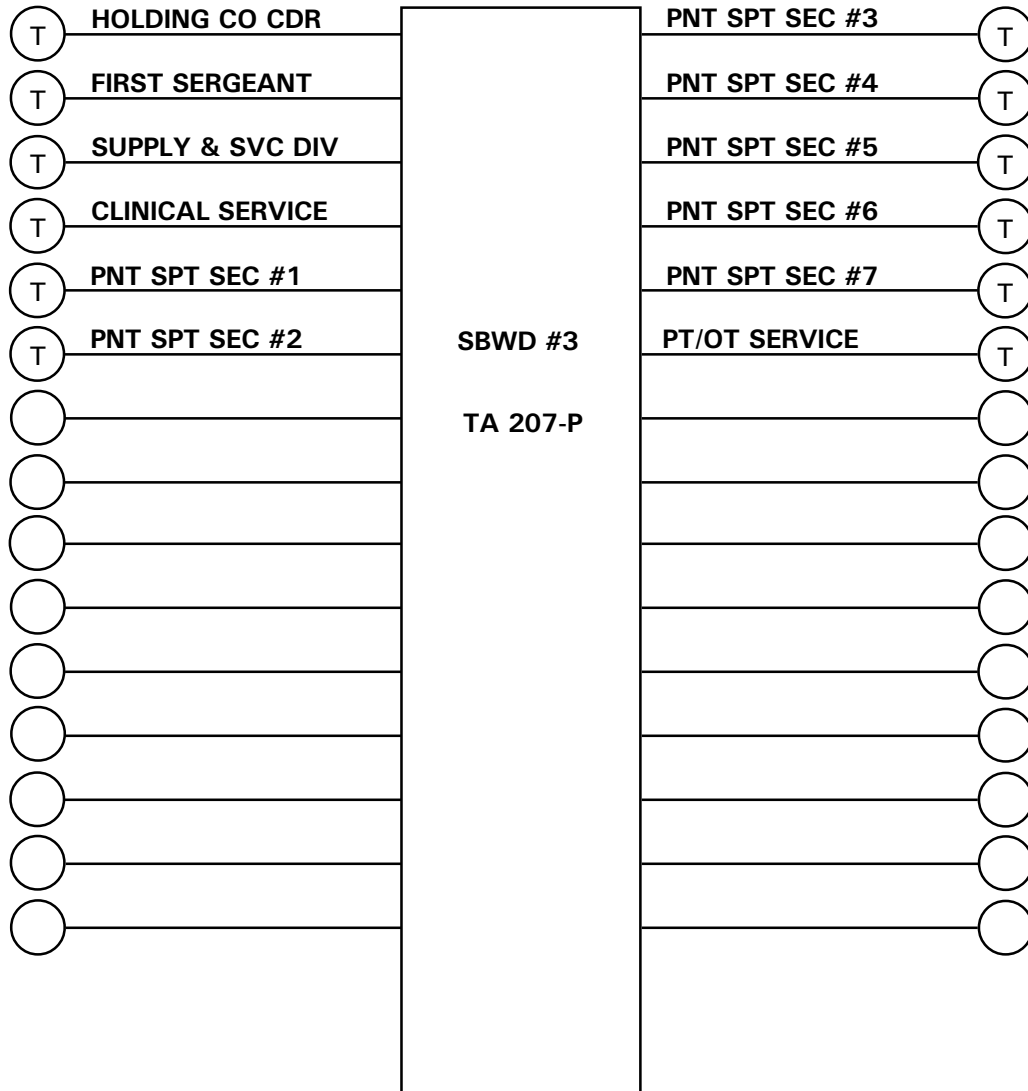 T HOLDING CO CDR
T FIRST SERGEANT
T SUPPLY & SVC DIV
T CLINICAL SERVICE
T PNT SPT SEC #1
T PNT SPT SEC #2
SBWD #3
TA 207-P
PNT SPT SEC #3 T
PNT SPT SEC #4 T
PNT SPT SEC #5 T
PNT SPT SEC #6 T
PNT SPT SEC #7 T
PT/OT SERVICE T